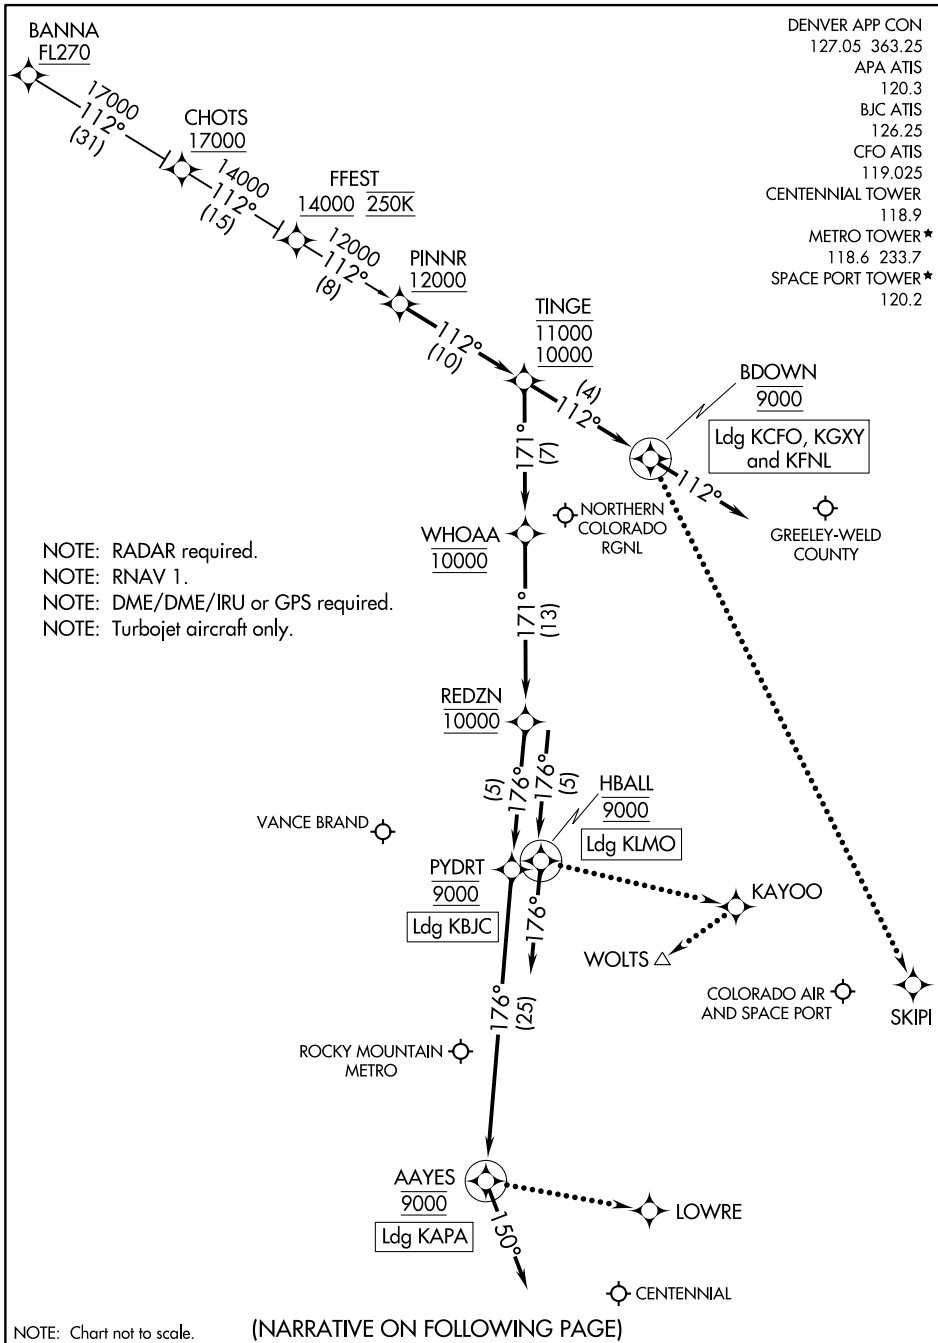 BANNA
FL270
DENVER APP CON
127.05 363.25
APA ATIS
120.3
BJC ATIS
126.25
CFO ATIS
119.025
CENTENNIAL TOWER
118.9
METRO TOWER★
118.6 233.7
SPACE PORT TOWER★
120.2
17000
112°
(31)
CHOTS
17000
14000
112°
(15)
FFEST
14000 250K
12000
112°
(8)
PINNR
12000
112°
(10)
TINGE
11000
10000
(4)
112°
BDOWN
9000
Ldg KCFO, KGXY
and KFNL
112°
171°
(7)
NORTHERN
COLORADO
RGNL
GREELEY-WELD
COUNTY
WHOAA
10000
NOTE: RADAR required.
NOTE: RNAV 1.
NOTE: DME/DME/IRU or GPS required.
NOTE: Turbojet aircraft only.
171°
(13)
REDZN
10000
(5)
176°
176°
(5)
HBALL
9000
Ldg KLMO
VANCE BRAND
PYDRT
9000
Ldg KBJC
176°
KAYOO
WOLTS
176°
(25)
COLORADO AIR
AND SPACE PORT
SKIPI
ROCKY MOUNTAIN
METRO
AAYES
9000
Ldg KAPA
150°
LOWRE
CENTENNIAL
NOTE: Chart not to scale.
(NARRATIVE ON FOLLOWING PAGE)